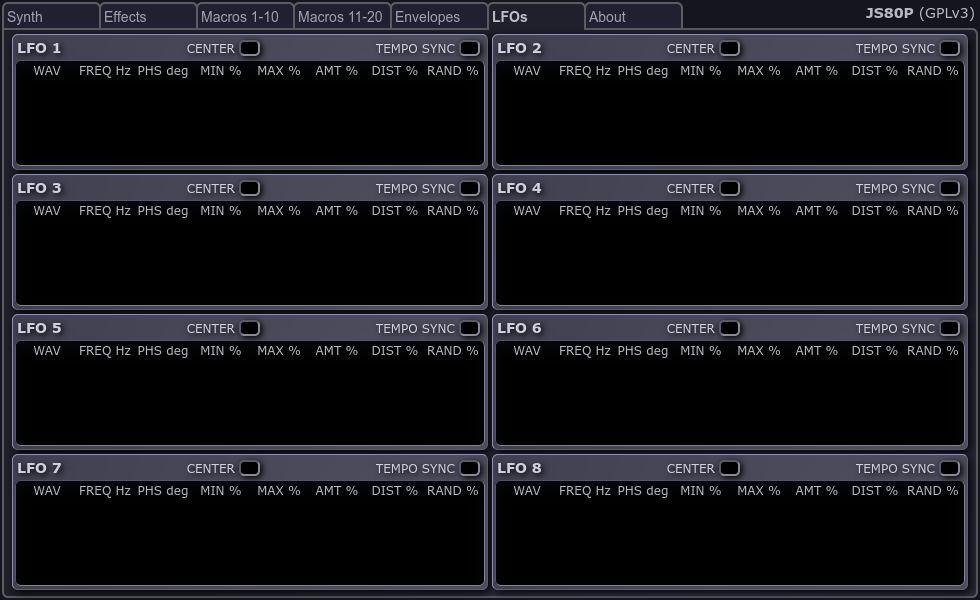 Synth Effects Macros 1-10 Macros 11-20 Envelopes LFOs About JS80P (GPLv3)
LFO 1 CENTER TEMPO SYNC LFO 2 CENTER TEMPO SYNC
WAV FREQ Hz PHS deg MIN % MAX % AMT % DIST % RAND % WAV FREQ Hz PHS deg MIN % MAX % AMT % DIST % RAND %
LFO 3 CENTER TEMPO SYNC LFO 4 CENTER TEMPO SYNC
WAV FREQ Hz PHS deg MIN % MAX % AMT % DIST % RAND % WAV FREQ Hz PHS deg MIN % MAX % AMT % DIST % RAND %
LFO 5 CENTER TEMPO SYNC LFO 6 CENTER TEMPO SYNC
WAV FREQ Hz PHS deg MIN % MAX % AMT % DIST % RAND % WAV FREQ Hz PHS deg MIN % MAX % AMT % DIST % RAND %
LFO 7 CENTER TEMPO SYNC LFO 8 CENTER TEMPO SYNC
WAV FREQ Hz PHS deg MIN % MAX % AMT % DIST % RAND % WAV FREQ Hz PHS deg MIN % MAX % AMT % DIST % RAND %